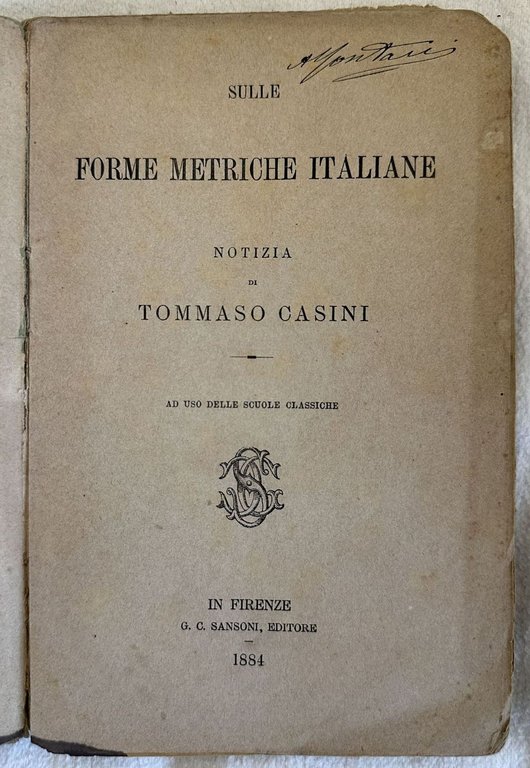 SULLE
FORME METRICHE ITALIANE
NOTIZIA
DI
TOMMASO CASINI
AD USO DELLE SCUOLE CLASSICHE
IN FIRENZE
G. C. SANSONI, EDITORE
1884